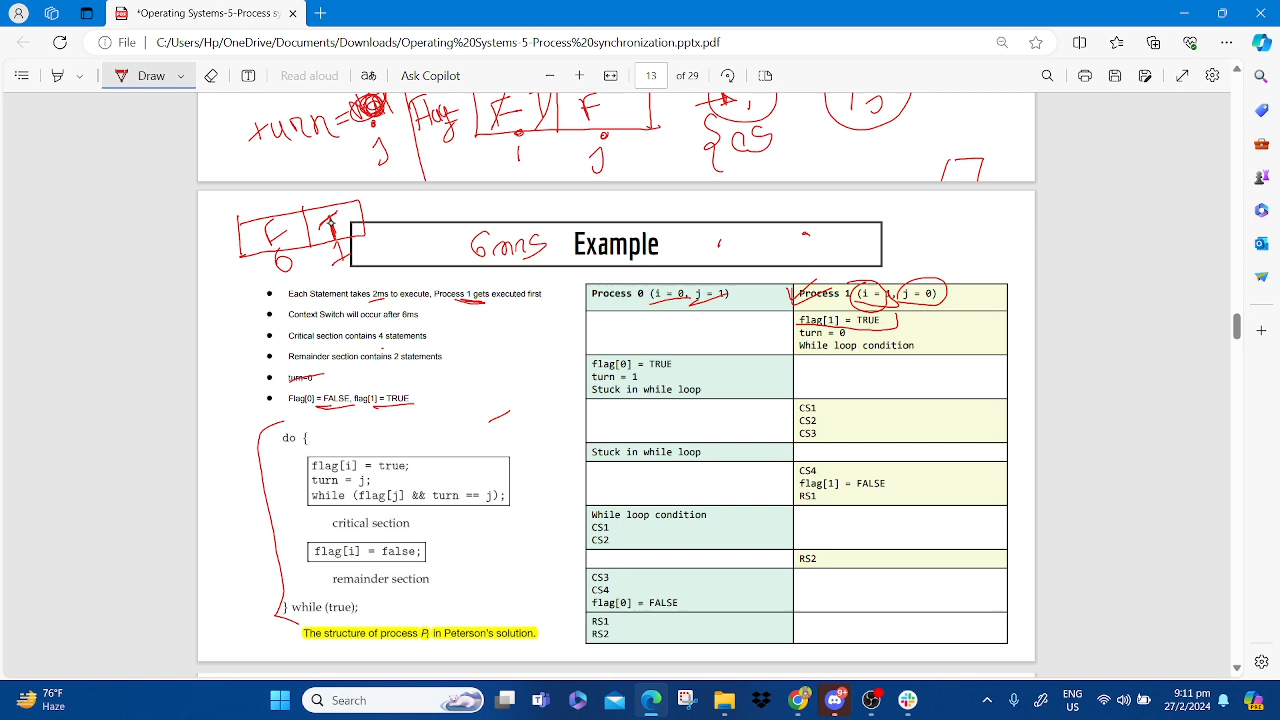 *Operating Systems-5-Process sy
File
C:/Users/Hp/OneDrive/Documents/Downloads/Operating%20Systems-5-Process%20synchronization.pptx.pdf
Draw
Read aloud
Ask Copilot
13 of 29
turn=
j
Flag
F
i
j
F 1
0 1
6ms
Example
Each Statement takes 2ms to execute, Process 1 gets executed first
Context Switch will occur after 6ms
Critical section contains 4 statements
Remainder section contains 2 statements
turn=0
Flag[0] = FALSE, flag[1] = TRUE
do {
flag[i] = true;
turn = j;
while (flag[j] && turn == j);
critical section
flag[i] = false;
remainder section
} while (true);
The structure of process Pi in Peterson's solution.
Process 0 (i = 0, j = 1)
Process 1 (i = 1, j = 0)
flag[1] = TRUE
turn = 0
While loop condition
flag[0] = TRUE
turn = 1
Stuck in while loop
CS1
CS2
CS3
Stuck in while loop
CS4
flag[1] = FALSE
RS1
While loop condition
CS1
CS2
RS2
CS3
CS4
flag[0] = FALSE
RS1
RS2
76°F
Haze
Search
9+
ENG
US
9:11 pm
27/2/2024